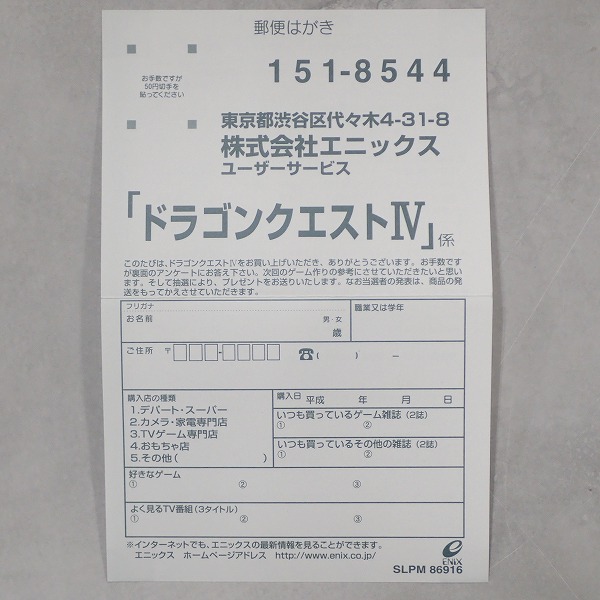 郵便はがき
151-8544
お手数ですが
50円切手を
貼ってください
東京都渋谷区代々木4-31-8
株式会社エニックス
ユーザーサービス
「ドラゴンクエストⅣ」係
このたびは、ドラゴンクエストⅣをお買い上げいただき、ありがとうございます。お手数です
が裏面のアンケートにお答え下さい。次回のゲーム作りの参考にさせていただきたいと思い
ます。そして抽選により、プレゼントをお送りいたします。なお当選者の発表は、商品の発
送をもってかえさせていただきます。
フリガナ
お名前 男・女
歳
職業又は学年
ご住所 〒 - ☎( ) −
購入店の種類
1.デパート・スーパー
2.カメラ・家電専門店
3.TVゲーム専門店
4.おもちゃ店
5.その他( )
購入日 平成 年 月 日
いつも買っているゲーム雑誌(2誌)
① ②
いつも買っているその他の雑誌(2誌)
① ②
好きなゲーム
① ② ③
よく見るTV番組(3タイトル)
① ② ③
※インターネットでも、エニックスの最新情報を見ることができます。
エニックス ホームページアドレス http://www.enix.co.jp/
ENIX
SLPM 86916